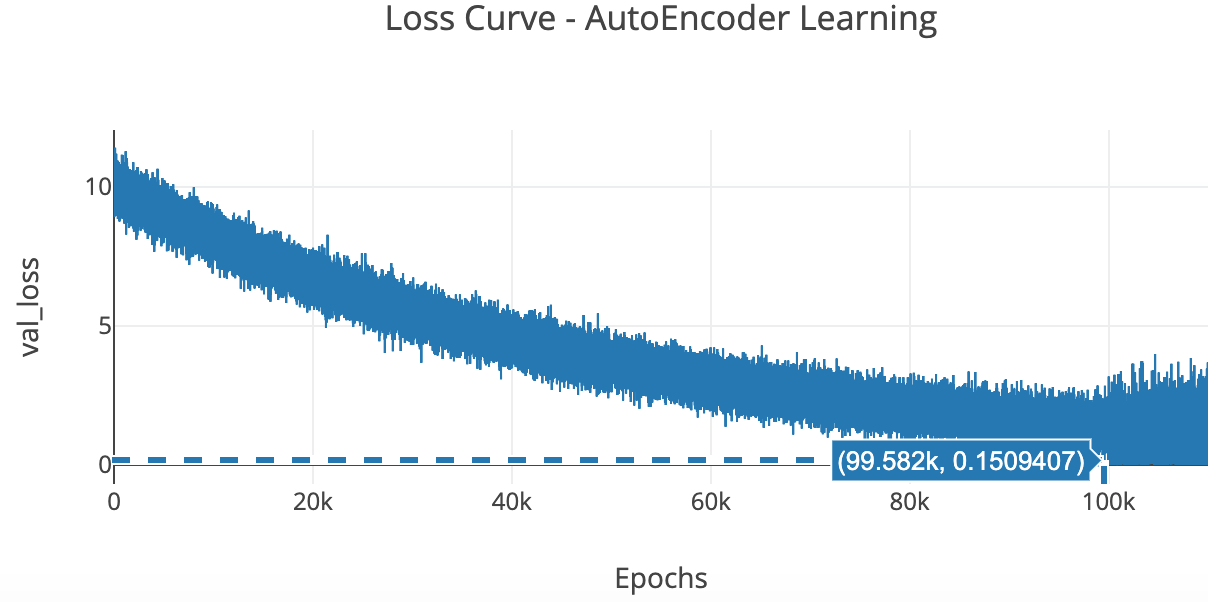 Loss Curve - AutoEncoder Learning
10
5
0
val_loss
(99.582k, 0.1509407)
0 20k 40k 60k 80k 100k
Epochs